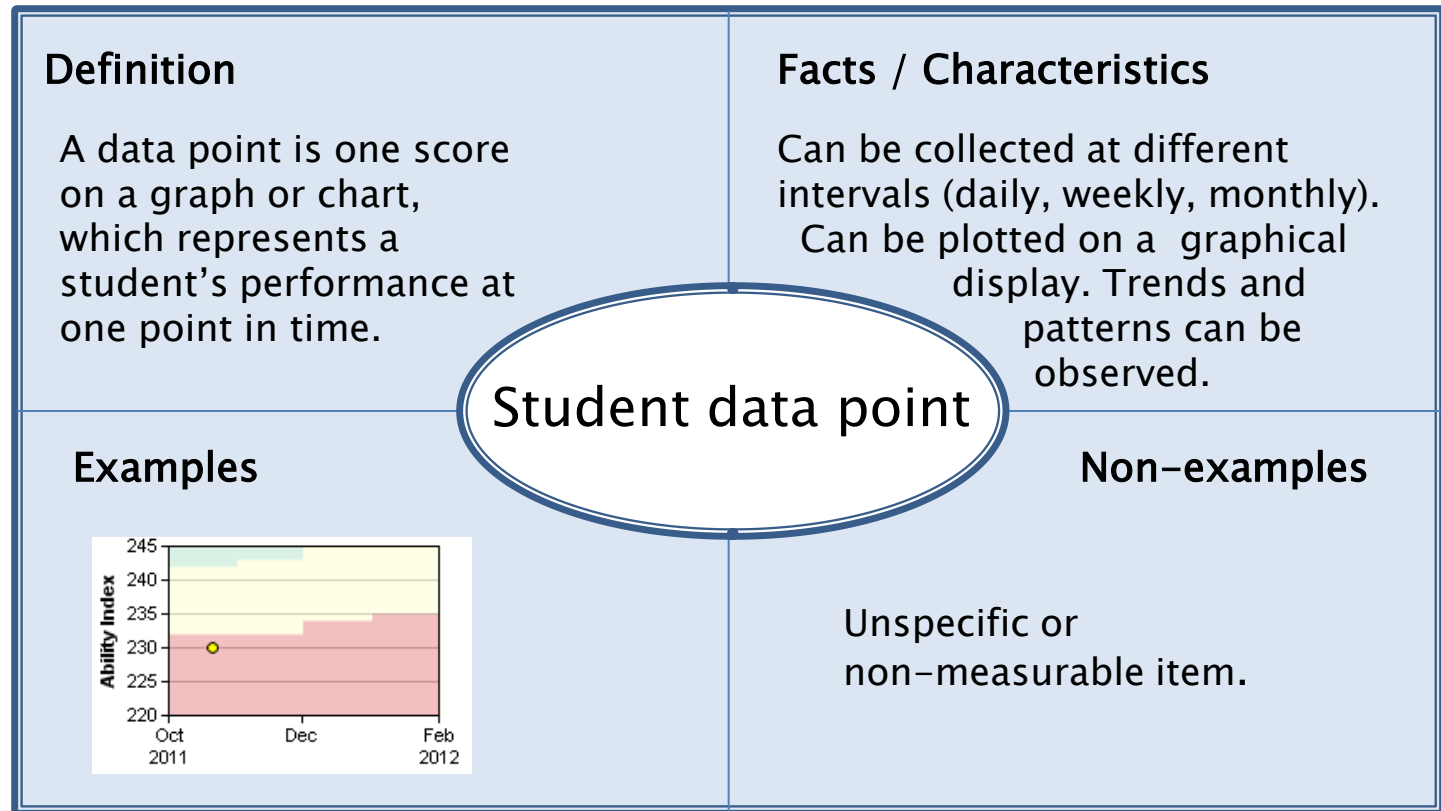 Definition
A data point is one score
on a graph or chart,
which represents a
student’s performance at
one point in time.
Facts / Characteristics
Can be collected at different
intervals (daily, weekly, monthly).
Can be plotted on a graphical
display. Trends and
patterns can be
observed.
Student data point
Examples
Ability Index
245
240
235
230
225
220
Oct Dec Feb
2011 2012
Non-examples
Unspecific or
non-measurable item.